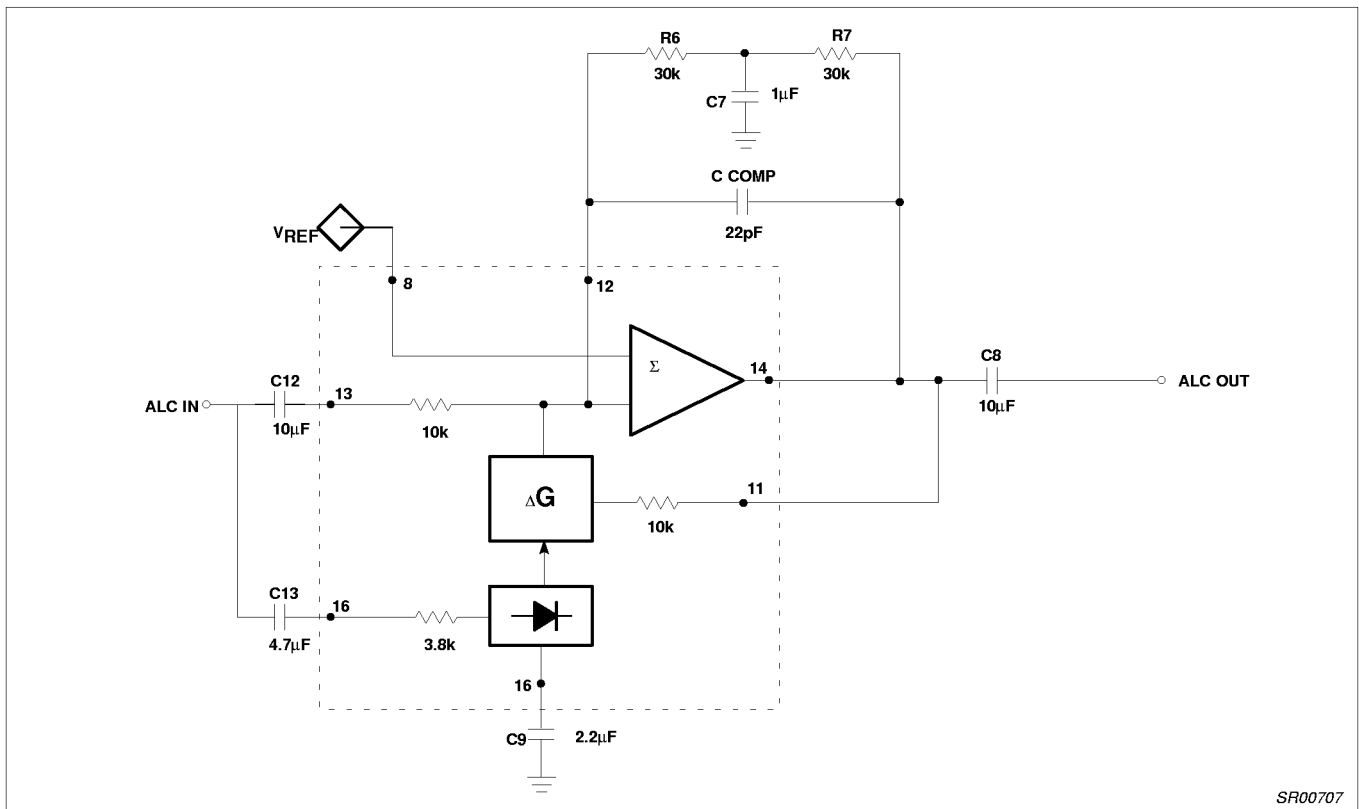 R6
30k
R7
30k
C7
1µF
C COMP
22pF
VREF
8
12
Σ
14
C8
10µF
ALC OUT
ALC IN
C12
10µF
13
10k
ΔG
11
10k
C13
4.7µF
16
3.8k
16
C9
2.2µF
SR00707